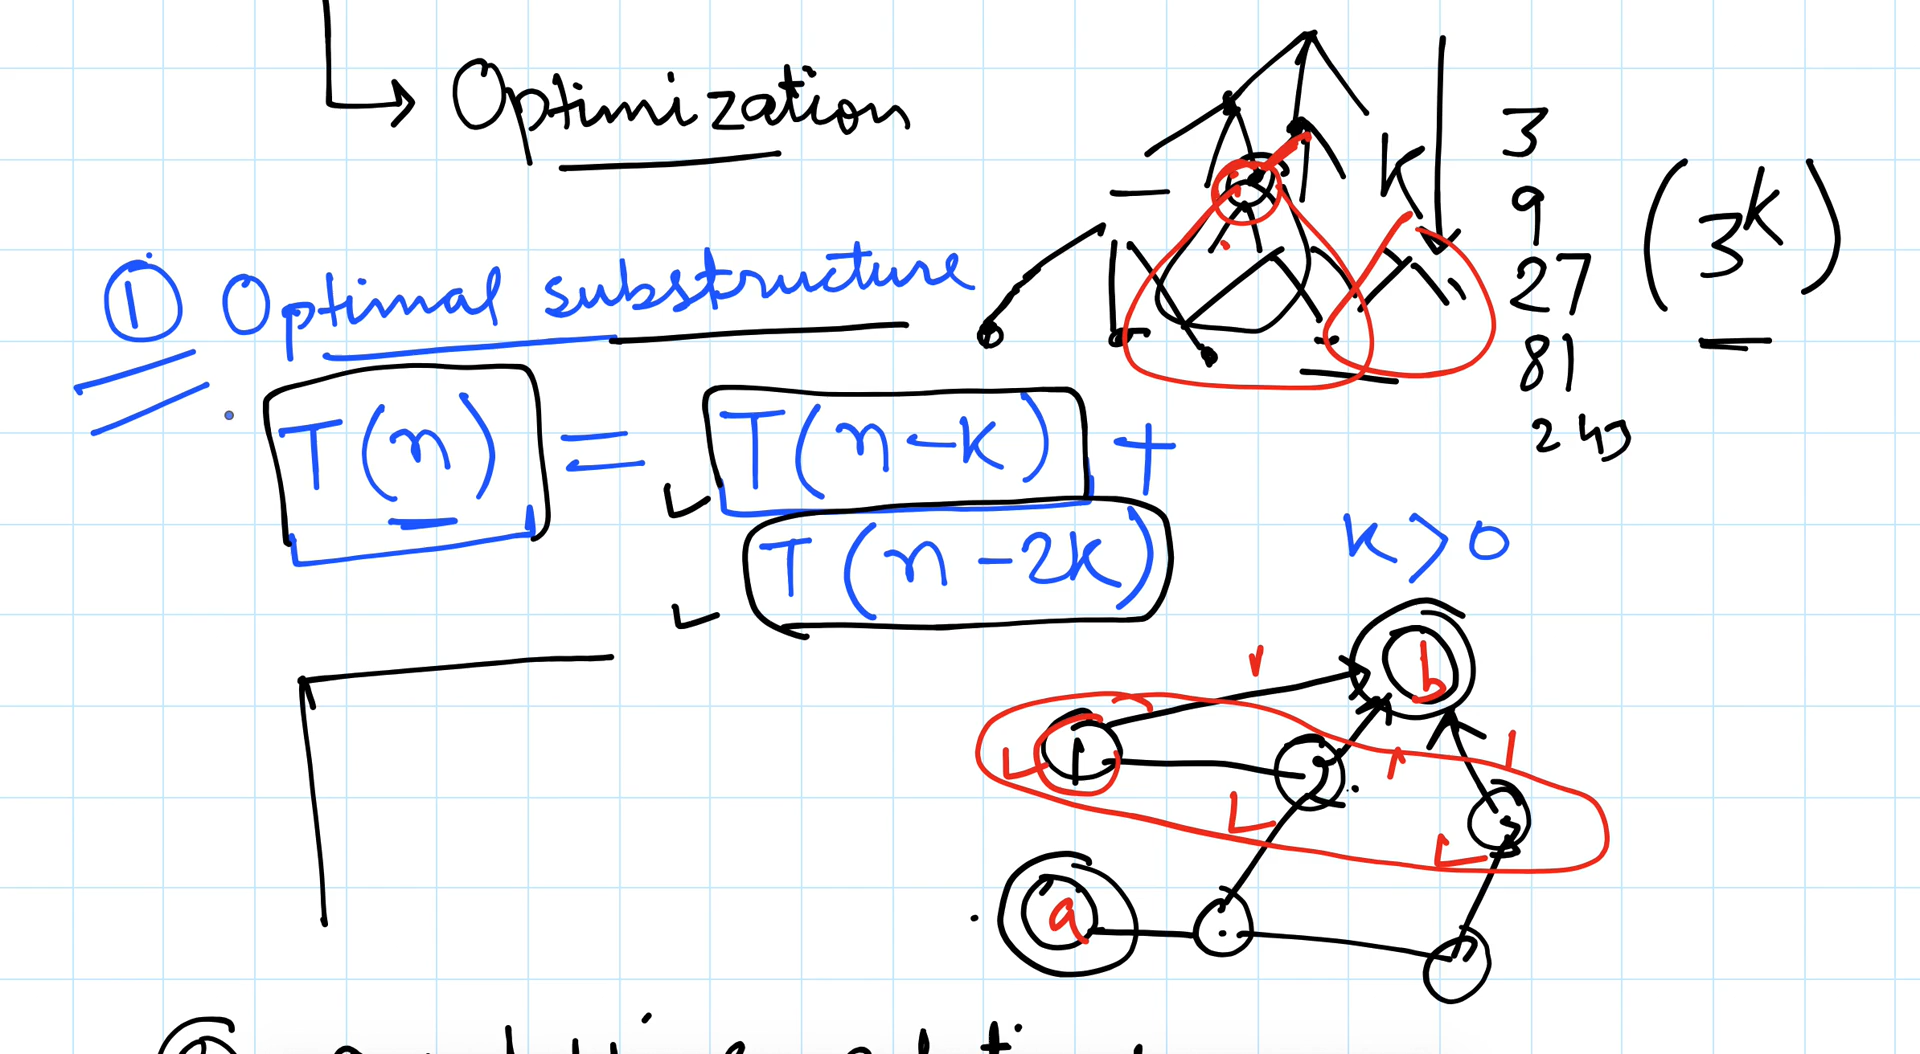 Optimization
K
3
9
27
81
243
(3^K)
① Optimal substructure
T(n) = T(n-k) +
T(n-2k)
k > 0
b
a